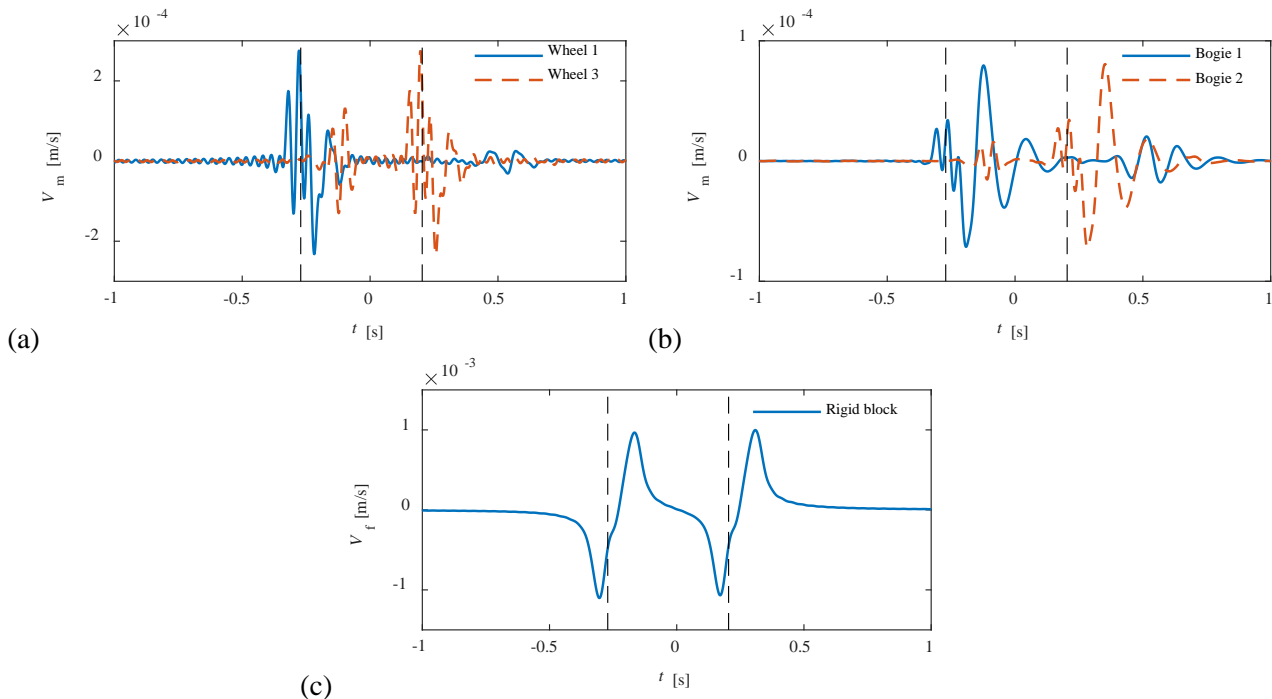 × 10 -4
2
0
-2
V m [m/s]
-1 -0.5 0 0.5 1
t [s]
Wheel 1
Wheel 3
(a)
× 10 -4
1
0
-1
V m [m/s]
-1 -0.5 0 0.5 1
t [s]
Bogie 1
Bogie 2
(b)
× 10 -3
1
0
-1
V f [m/s]
-1 -0.5 0 0.5 1
t [s]
Rigid block
(c)